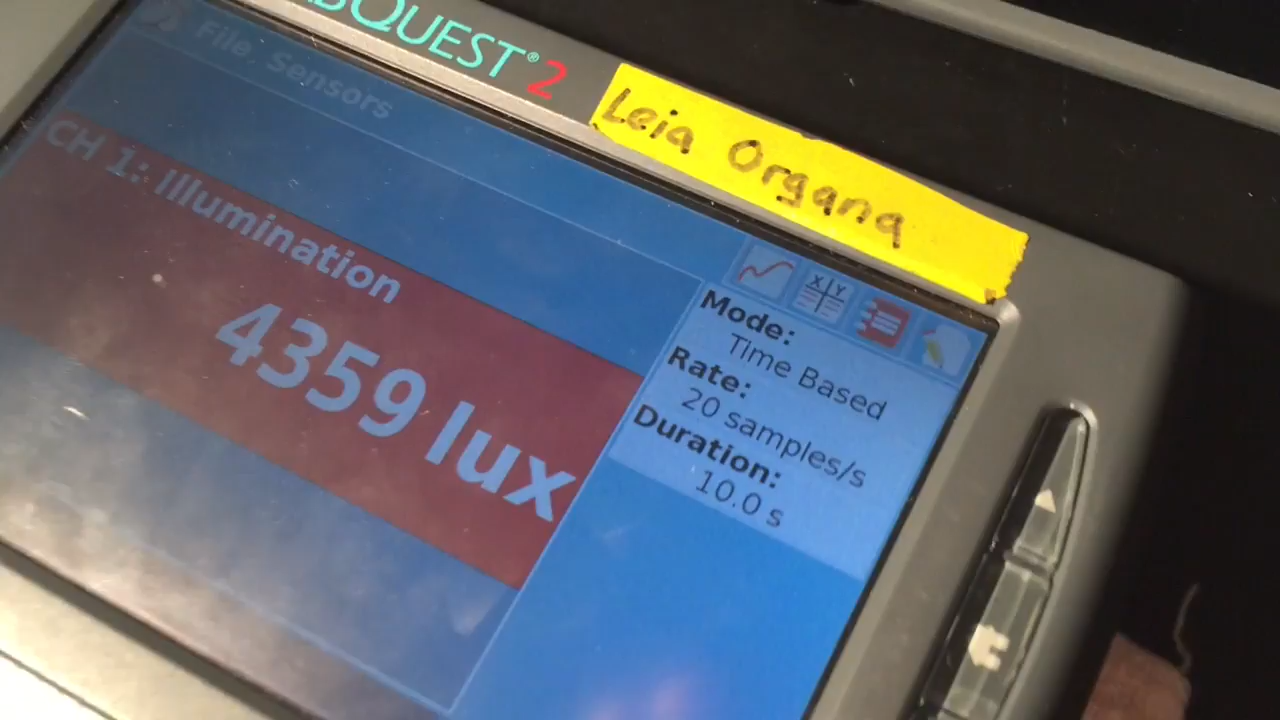 BQUEST® 2
Leia Organa
File Sensors
CH 1: Illumination
4359 lux
X Y
Mode:
Time Based
Rate:
20 samples/s
Duration:
10.0 s